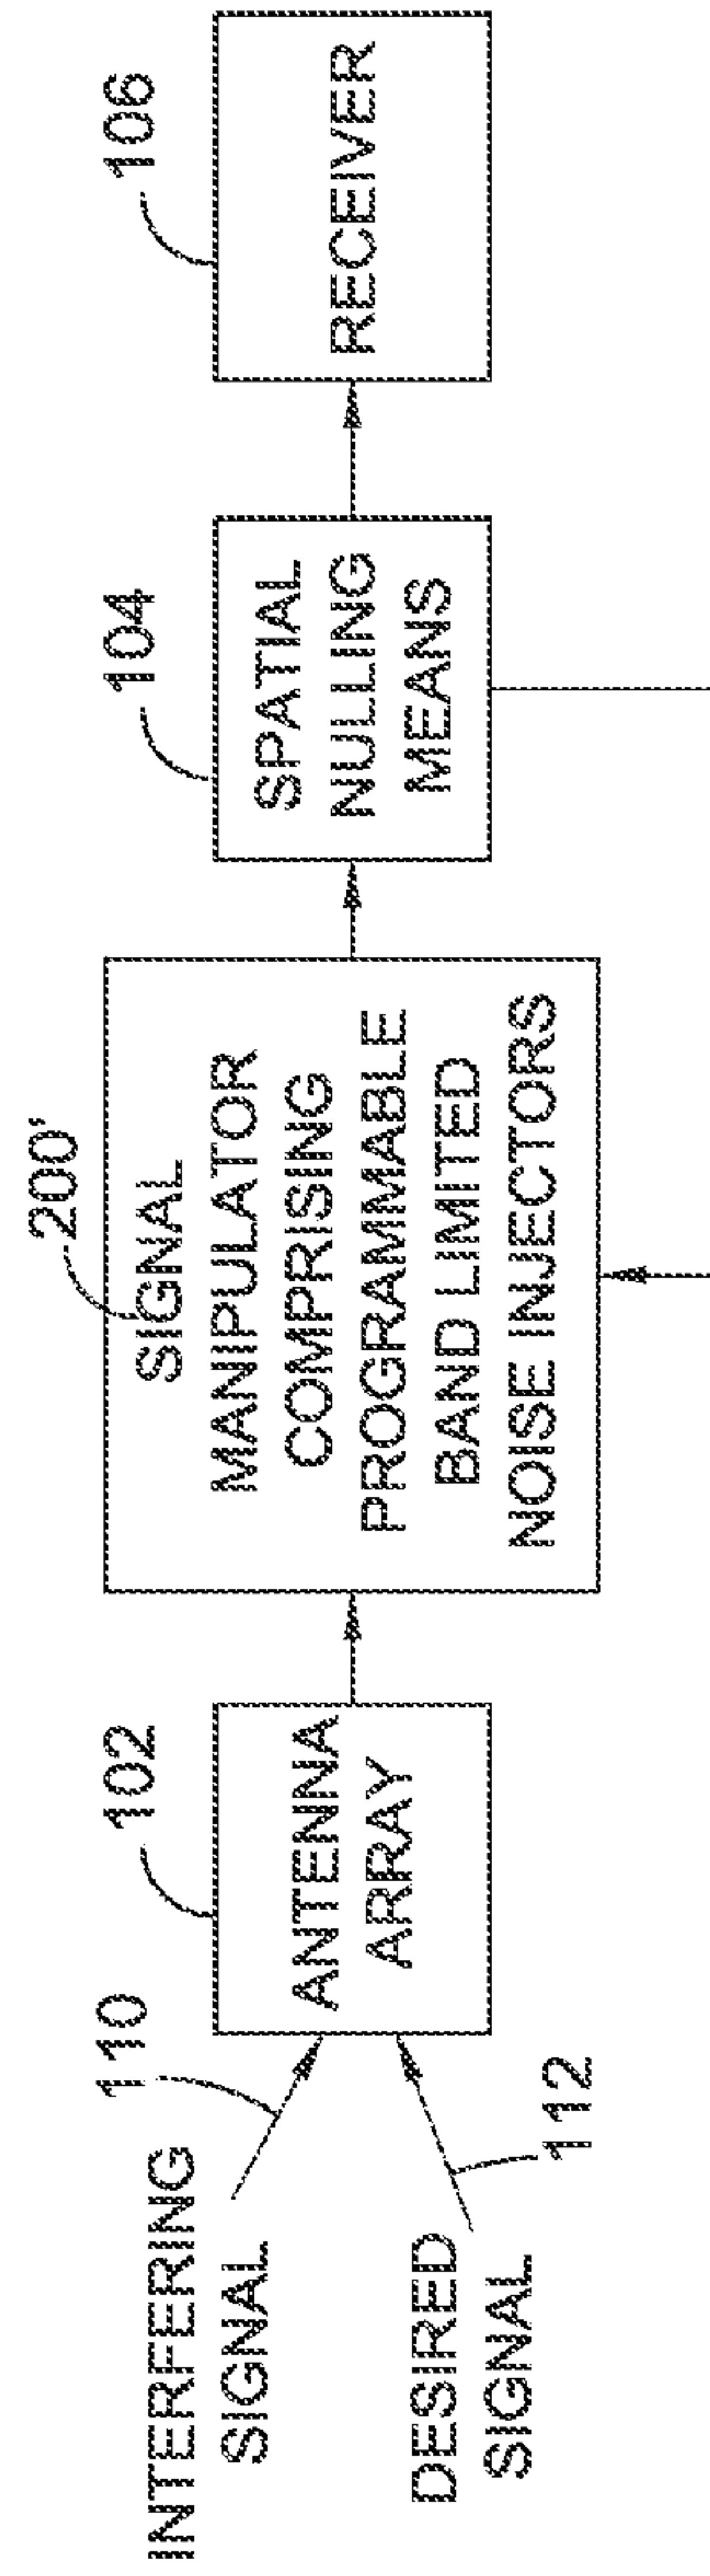 INTERFERING
SIGNAL
110
DESIRED
SIGNAL
112
102
ANTENNA
ARRAY
200'
SIGNAL
MANIPULATOR
COMPRISING
PROGRAMMABLE
BAND LIMITED
NOISE INJECTORS
104
SPATIAL
NULLING
MEANS
106
RECEIVER